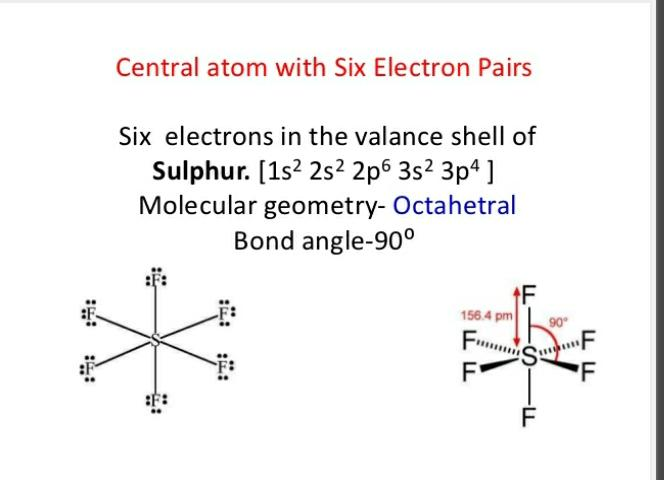 Central atom with Six Electron Pairs
Six electrons in the valance shell of
Sulphur. [1s² 2s² 2p⁶ 3s² 3p⁴ ]
Molecular geometry- Octahetral
Bond angle-90⁰
:F:
:F
F:
S
:F
F:
:F:
F
156.4 pm
90°
F
F
S
F
F
F